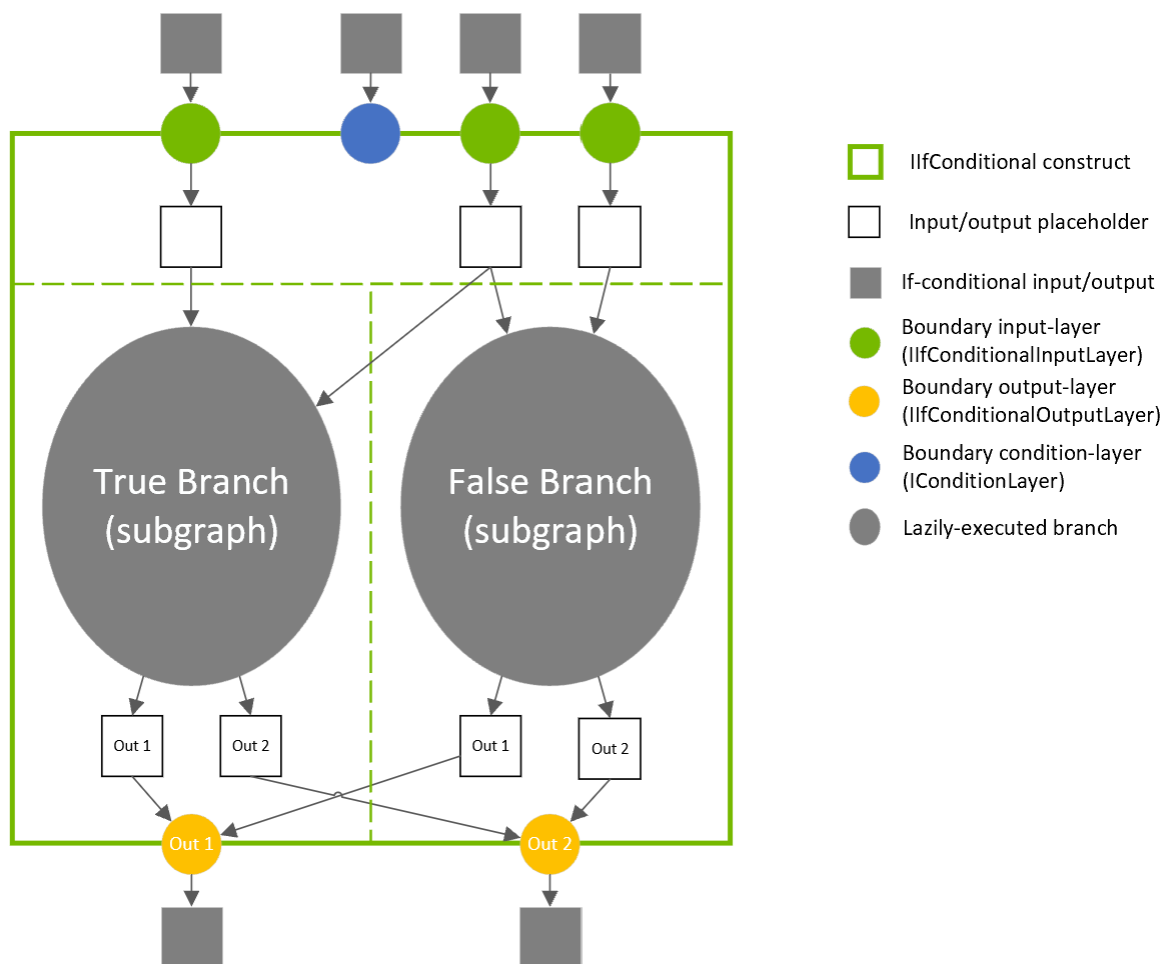 IIfConditional construct
Input/output placeholder
If-conditional input/output
Boundary input-layer
(IIfConditionalInputLayer)
Boundary output-layer
(IIfConditionalOutputLayer)
Boundary condition-layer
(IConditionLayer)
Lazily-executed branch
True Branch
(subgraph)
False Branch
(subgraph)
Out 1
Out 2
Out 1
Out 2
Out 1
Out 2